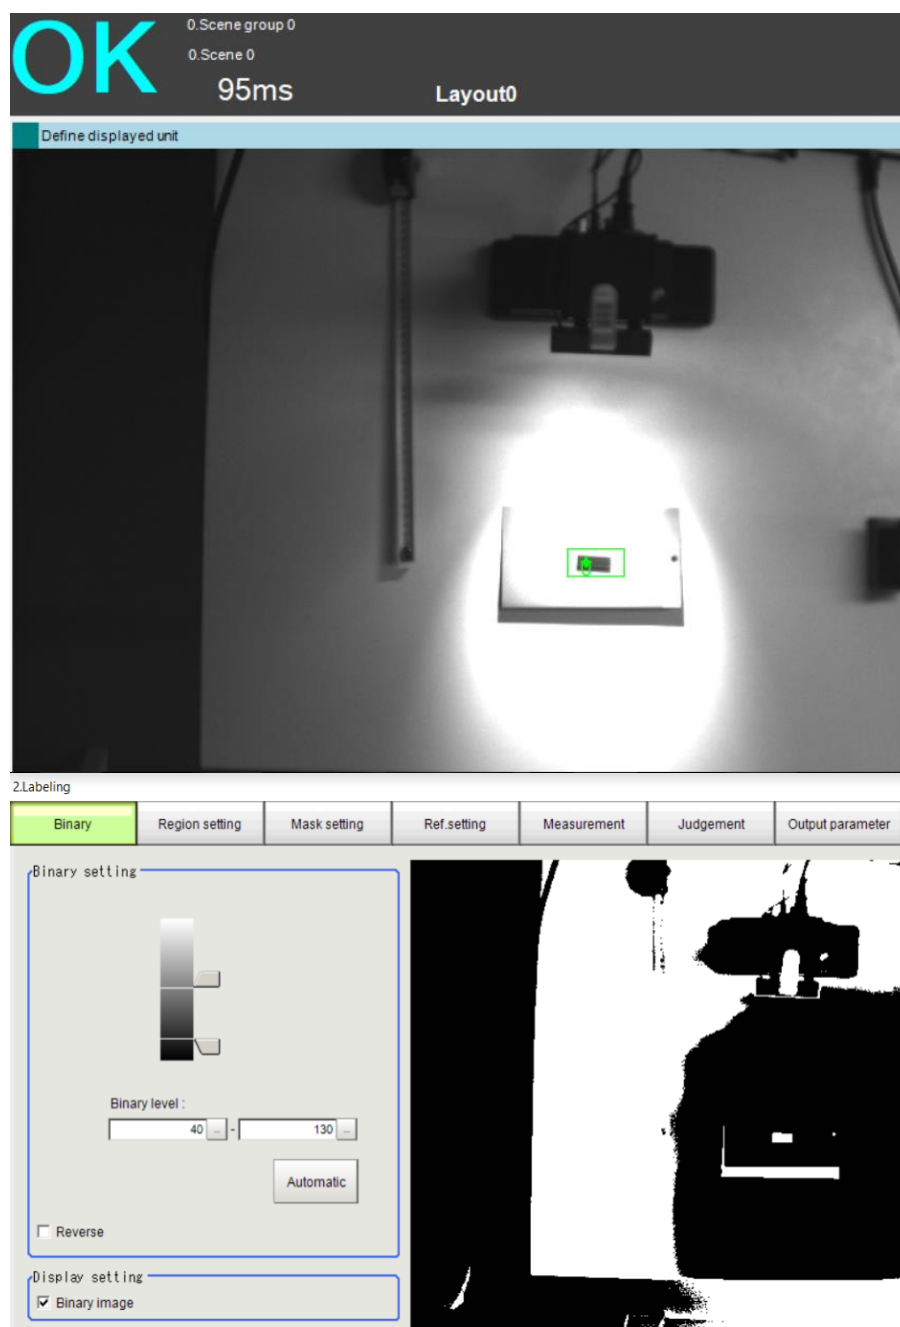 OK
0.Scene group 0
0.Scene 0
95ms
Layout0
Define displayed unit
2.Labeling
Binary
Region setting
Mask setting
Ref.setting
Measurement
Judgement
Output parameter
Binary setting
Binary level :
40 ... - 130 ...
Automatic
Reverse
Display setting
Binary image